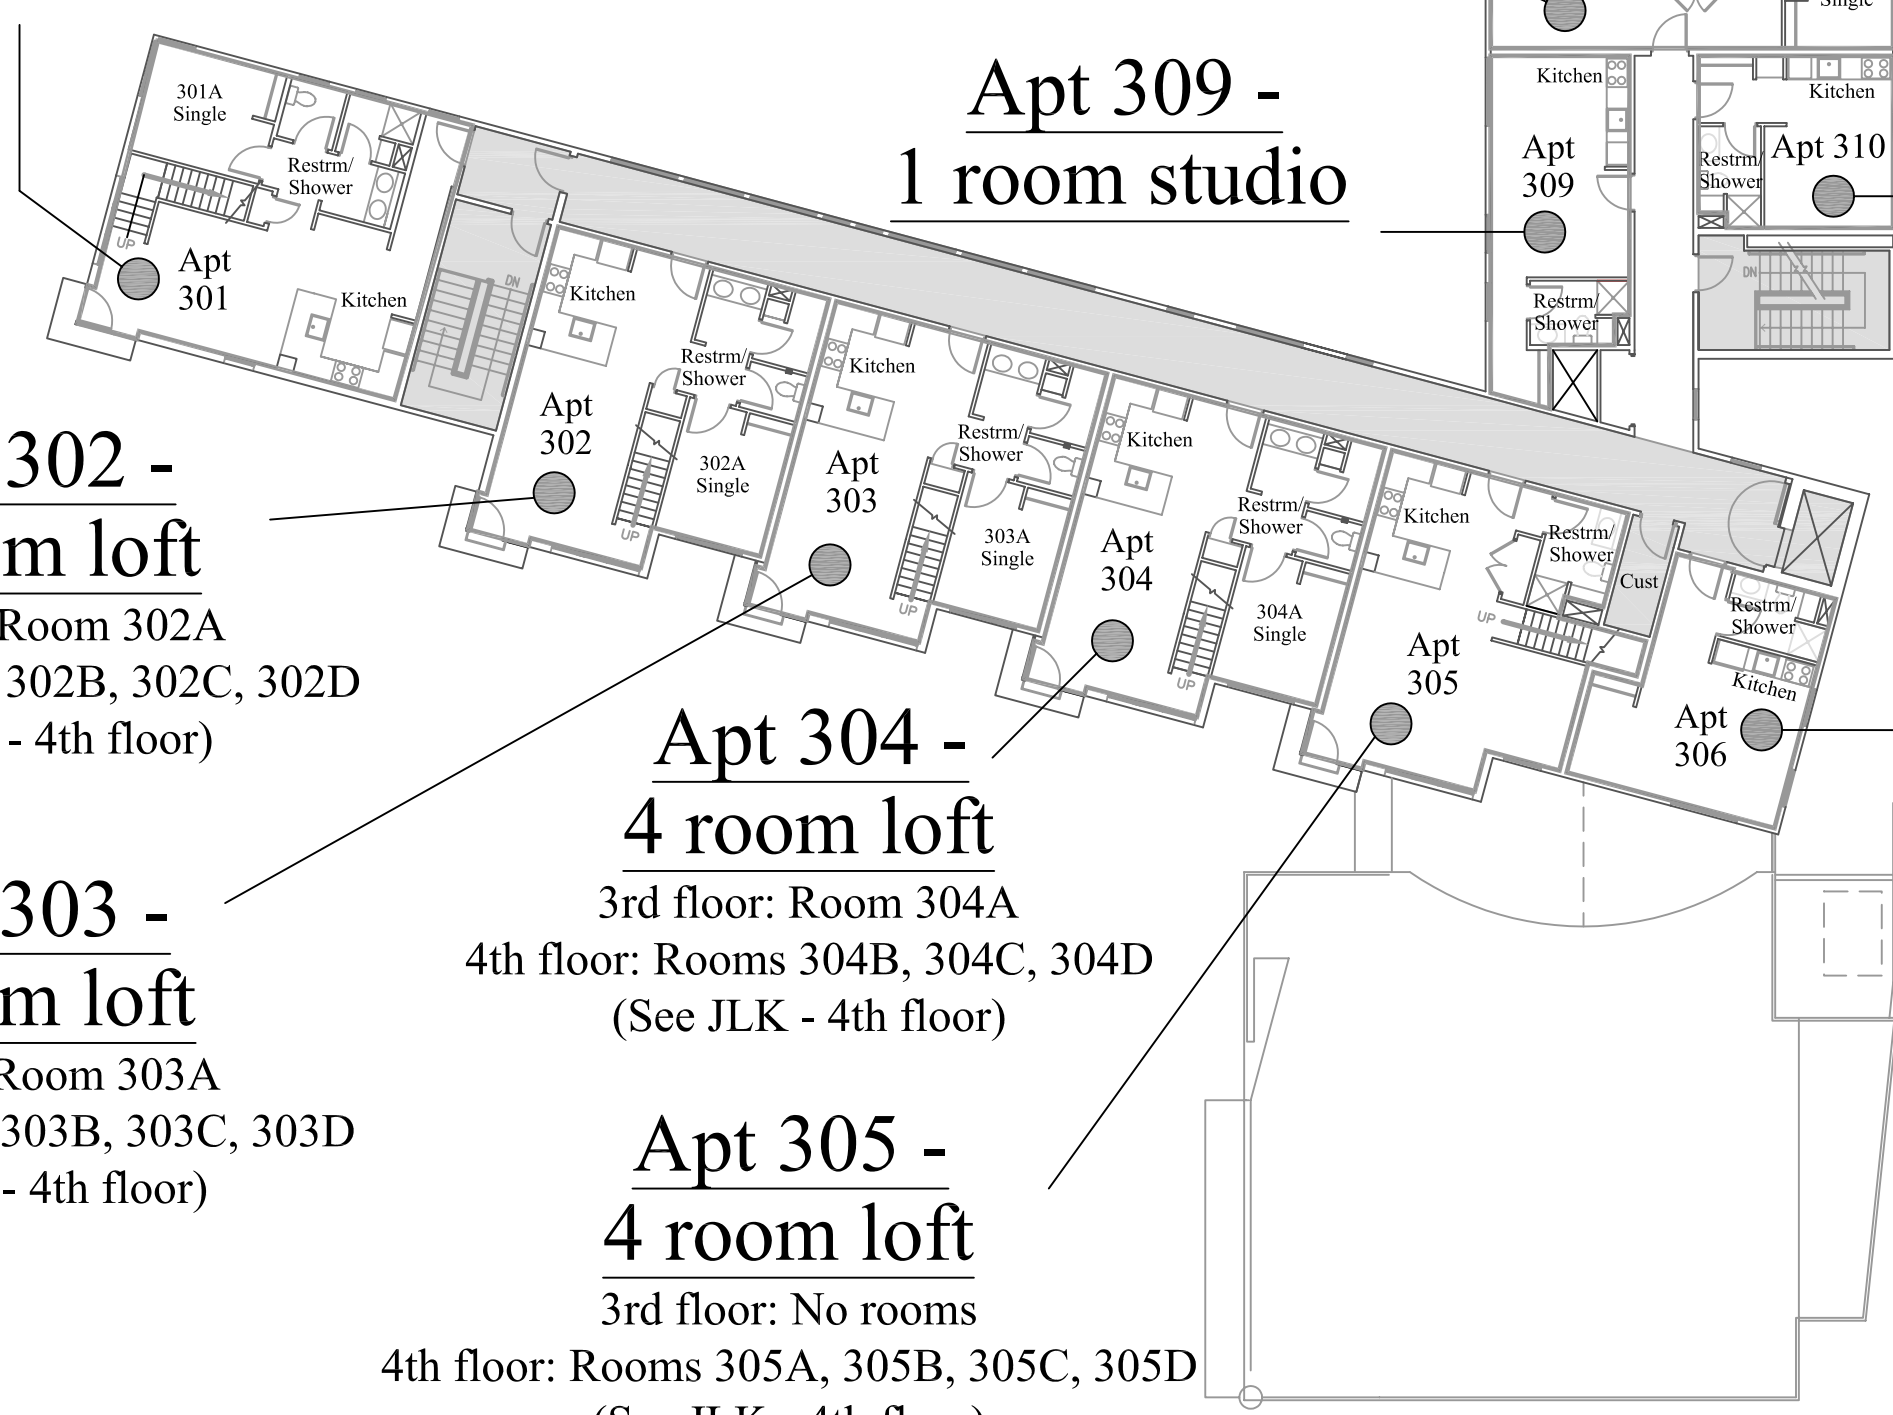 Single
301A
Single
Restrm/
Shower
UP
Apt
301
Kitchen
DN
Apt 309 -
1 room studio
Kitchen
Apt
309
Restrm/
Shower
Kitchen
Restrm/
Shower
Apt 310
DN
Kitchen
Restrm/
Shower
Apt
302
302A
Single
UP
Kitchen
Restrm/
Shower
Apt
303
303A
Single
UP
Kitchen
Restrm/
Shower
Apt
304
304A
Single
UP
Kitchen
Restrm/
Shower
Cust
UP
Apt
305
Restrm/
Shower
Kitchen
Apt
306
302 -
m loft
Room 302A
302B, 302C, 302D
- 4th floor)
303 -
m loft
Room 303A
303B, 303C, 303D
- 4th floor)
Apt 304 -
4 room loft
3rd floor: Room 304A
4th floor: Rooms 304B, 304C, 304D
(See JLK - 4th floor)
Apt 305 -
4 room loft
3rd floor: No rooms
4th floor: Rooms 305A, 305B, 305C, 305D
(See JLK - 4th floor)